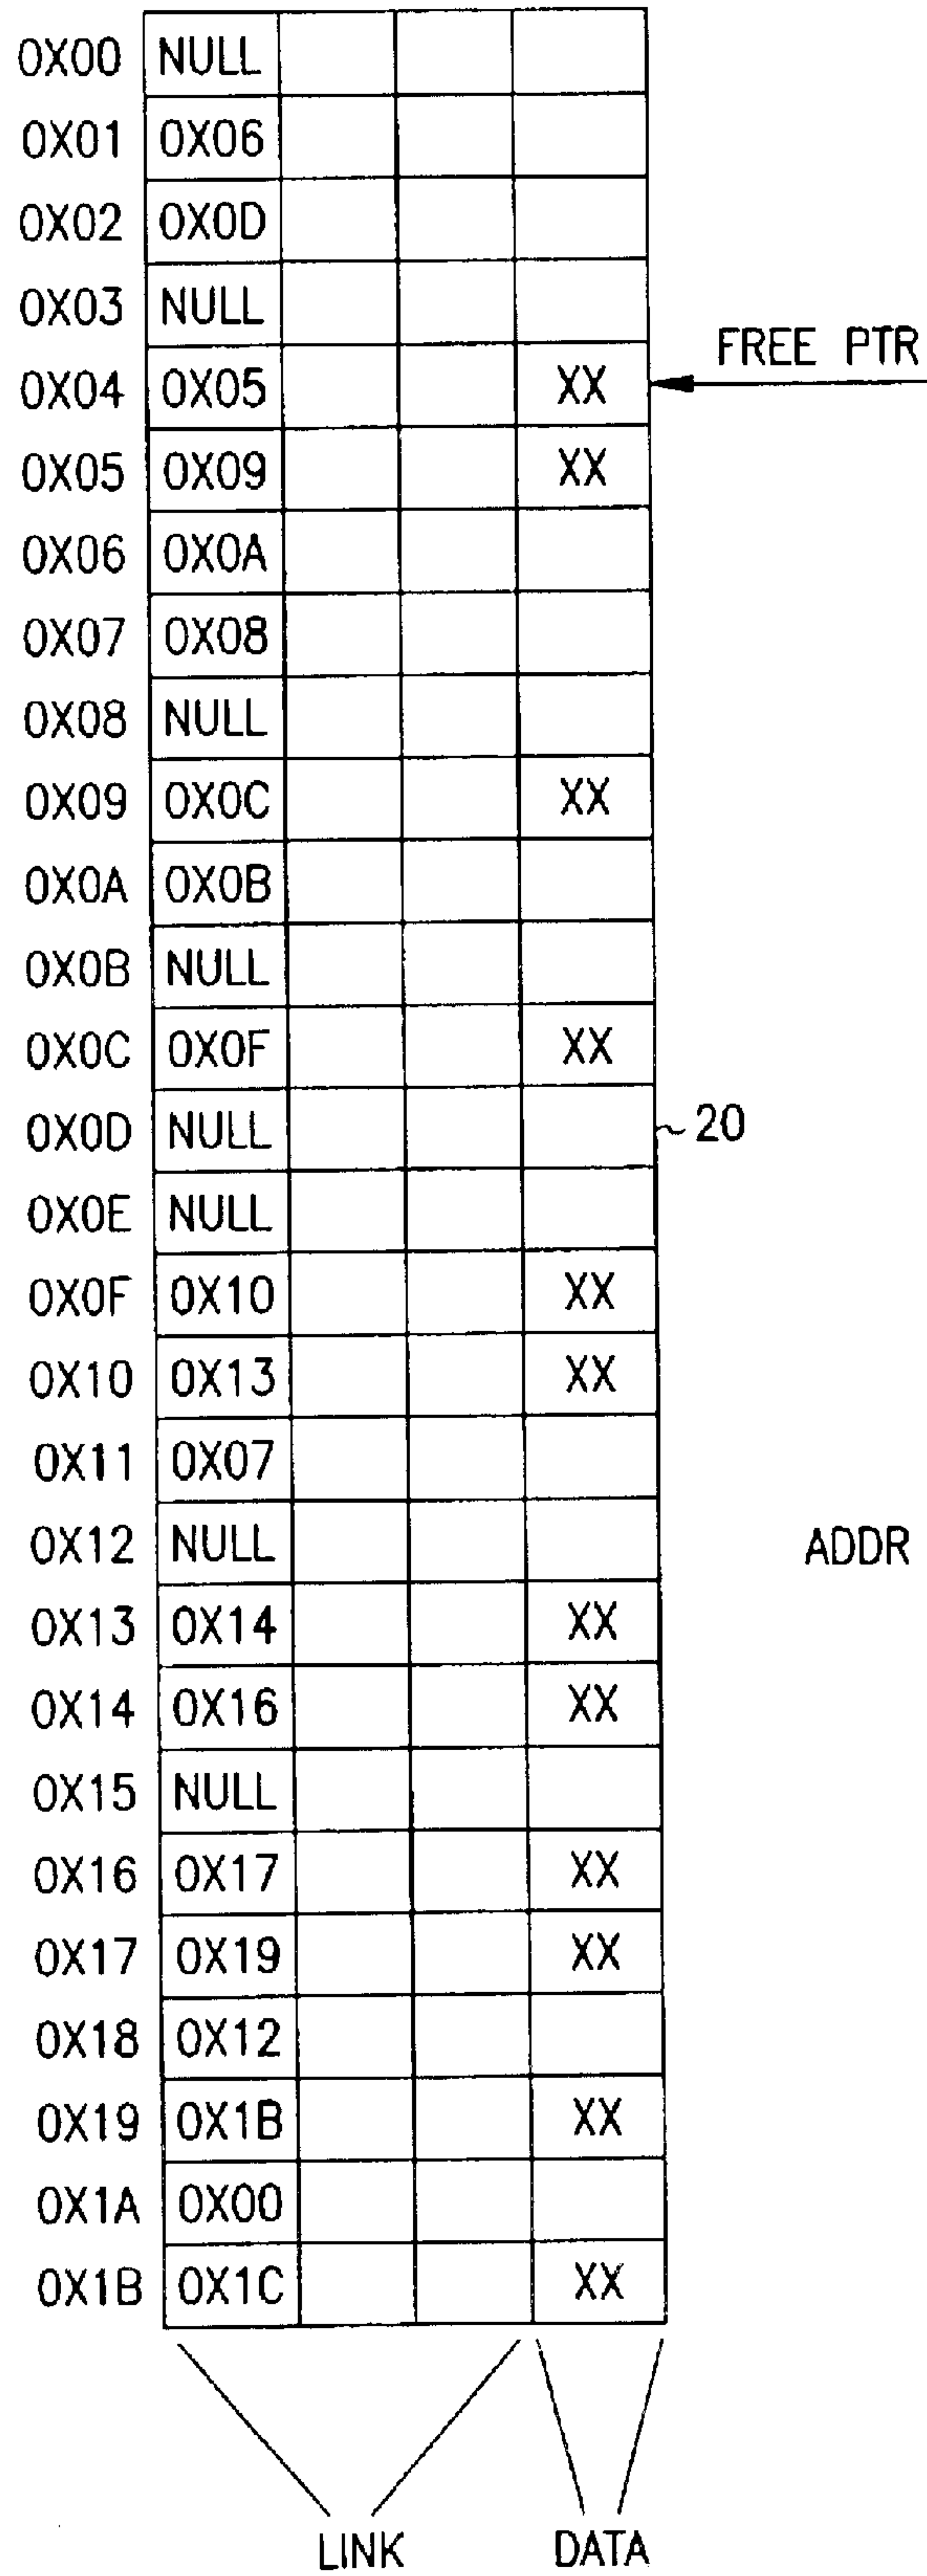 0X00 NULL
0X01 0X06
0X02 0X0D
0X03 NULL
FREE PTR
0X04 0X05 XX
0X05 0X09 XX
0X06 0X0A
0X07 0X08
0X08 NULL
0X09 0X0C XX
0X0A 0X0B
0X0B NULL
0X0C 0X0F XX
0X0D NULL 20
0X0E NULL
0X0F 0X10 XX
0X10 0X13 XX
0X11 0X07
0X12 NULL ADDR
0X13 0X14 XX
0X14 0X16 XX
0X15 NULL
0X16 0X17 XX
0X17 0X19 XX
0X18 0X12
0X19 0X1B XX
0X1A 0X00
0X1B 0X1C XX
LINK DATA